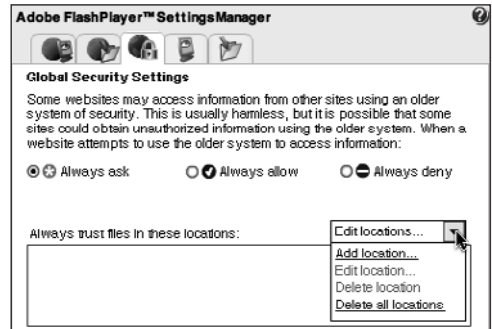 Adobe FlashPlayer™ Settings Manager
Global Security Settings
Some websites may access information from other sites using an older
system of security. This is usually harmless, but it is possible that some
sites could obtain unauthorized information using the older system. When a
website attempts to use the older system to access information:
Always ask Always allow Always deny
Always trust files in these locations: Edit locations...
Add location...
Edit location...
Delete location
Delete all locations